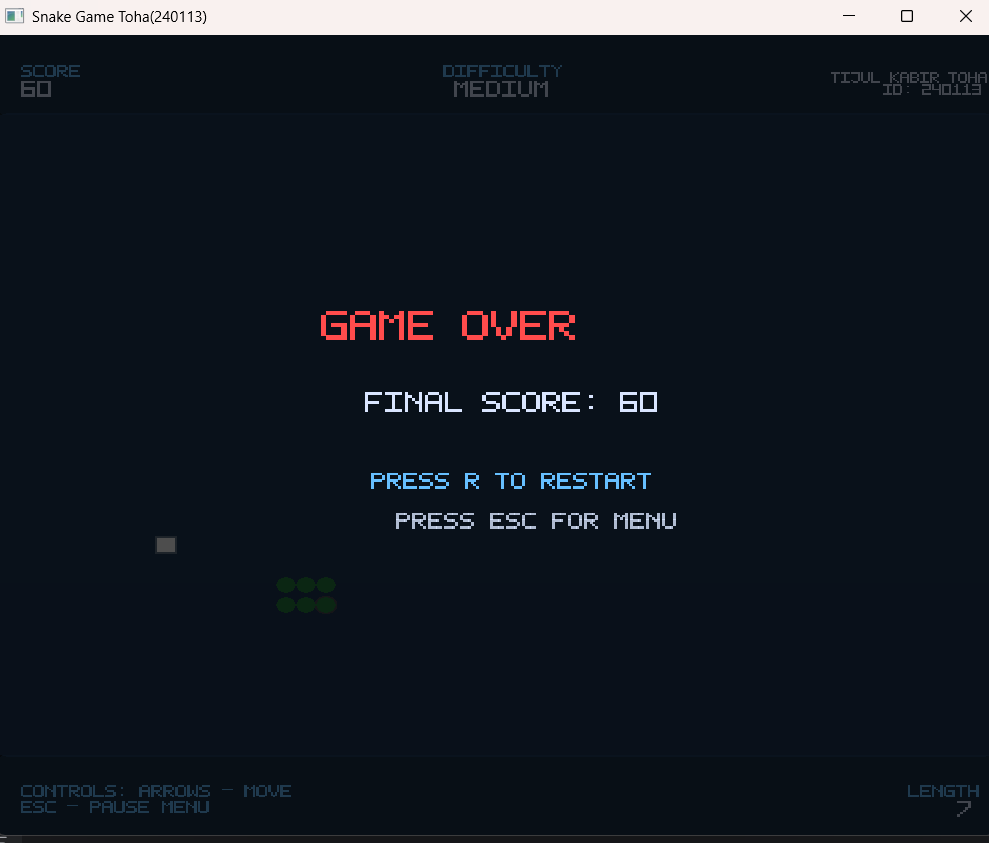 Snake Game Toha(240113)
SCORE
60
DIFFICULTY
MEDIUM
TIJUL KABIR TOHA
ID: 240113
GAME OVER
FINAL SCORE: 60
PRESS R TO RESTART
PRESS ESC FOR MENU
CONTROLS: ARROWS - MOVE
ESC - PAUSE MENU
LENGTH
7